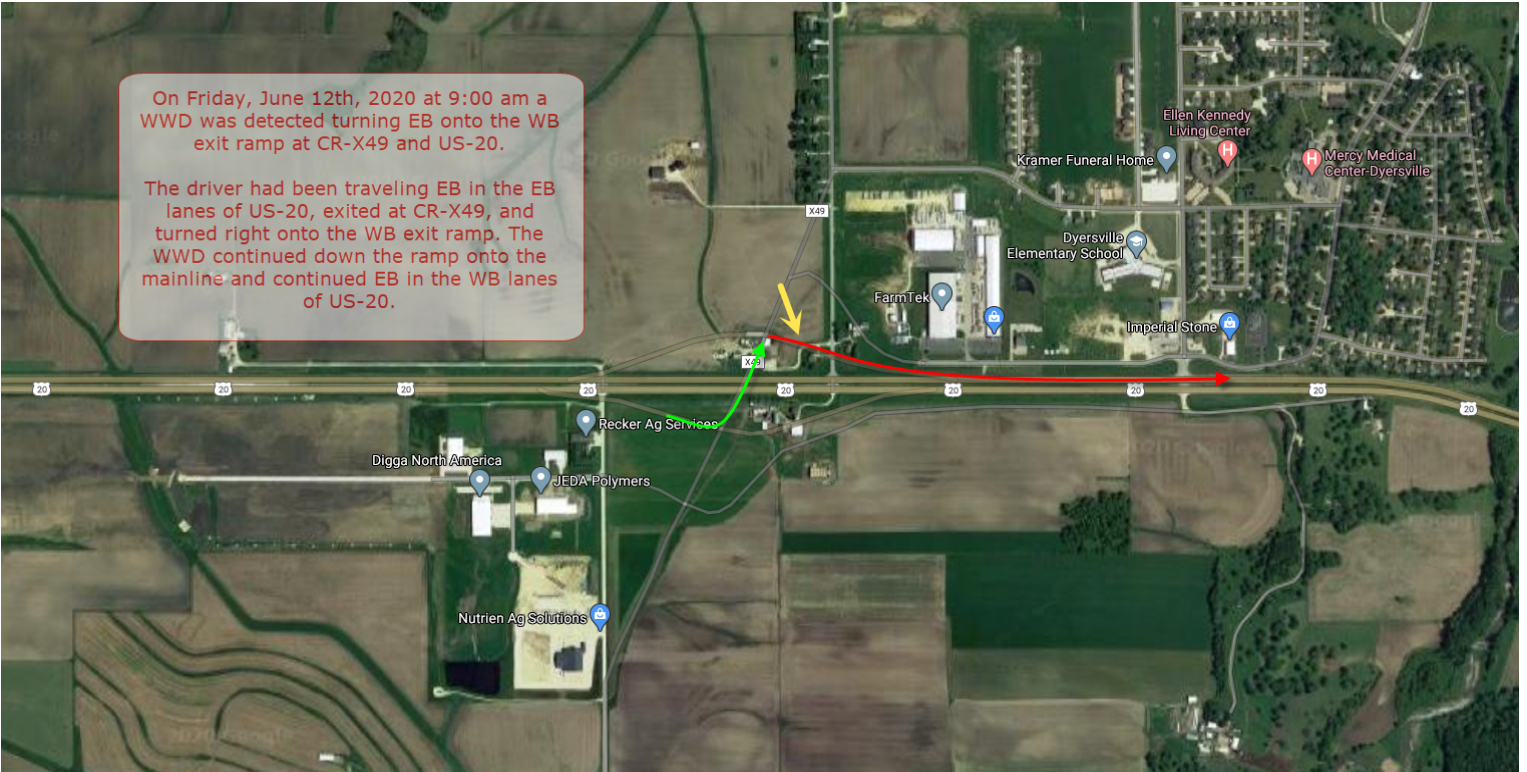 On Friday, June 12th, 2020 at 9:00 am a
WWD was detected turning EB onto the WB
exit ramp at CR-X49 and US-20.
The driver had been traveling EB in the EB
lanes of US-20, exited at CR-X49, and
turned right onto the WB exit ramp. The
WWD continued down the ramp onto the
mainline and continued EB in the WB lanes
of US-20.
Ellen Kennedy
Living Center
Kramer Funeral Home
Mercy Medical
Center-Dyersville
X49
Dyersville
Elementary School
FarmTek
Imperial Stone
X49
20
20
20
20
20
20
20
20
20
Recker Ag Services
Digga North America
JEDA Polymers
Nutrien Ag Solutions